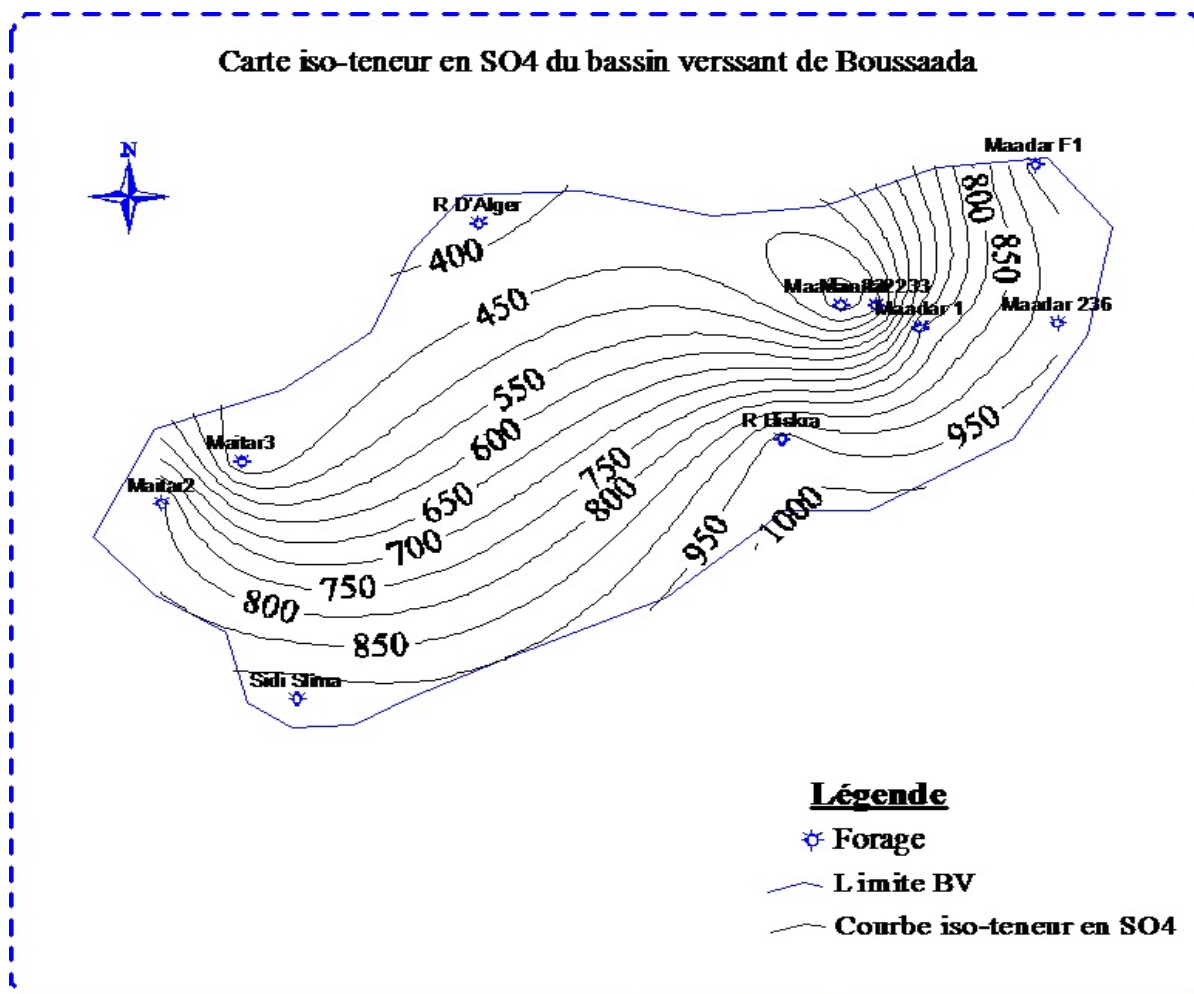 Carte iso-teneur en SO4 du bassin verssant de Boussaada
N
Maadar F1
R D'Alger
800
400
850
450
233
Maadar 1
Maadar 236
550
600
R Biskra
950
Maitar3
Maitar2
750
800
650
1000
950
700
750
800
850
Sidi Slima
Légende
Forage
Limite BV
Courbe iso-teneur en SO4